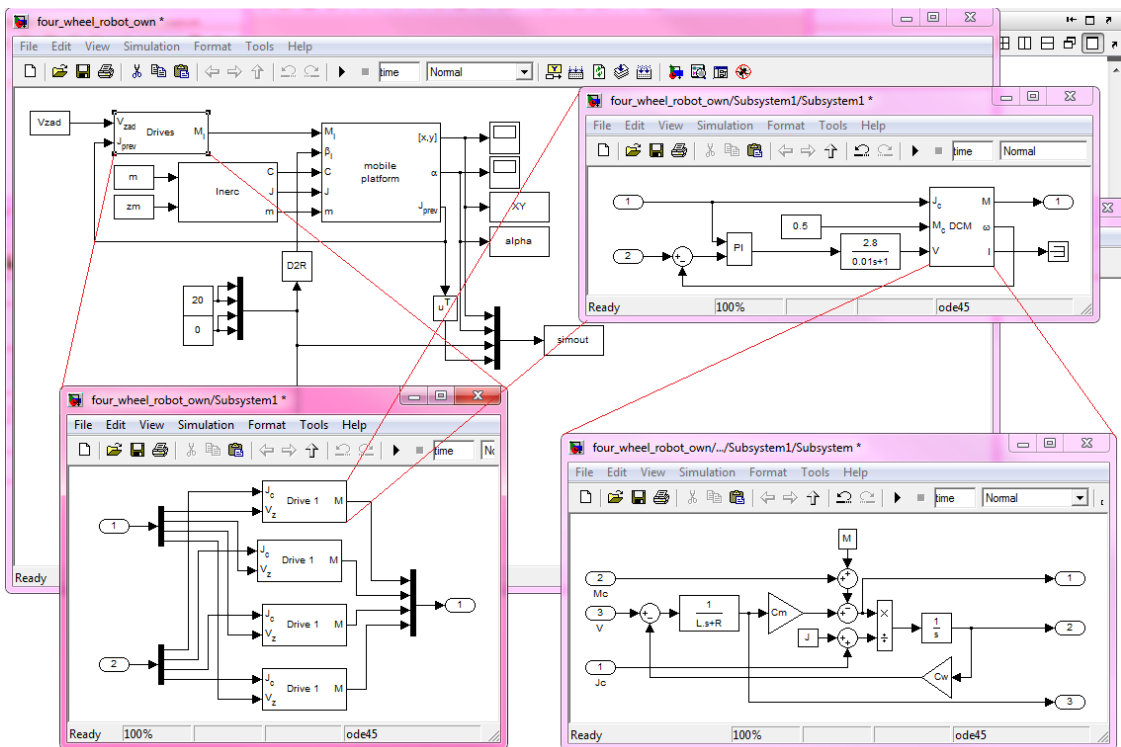 four_wheel_robot_own *
File Edit View Simulation Format Tools Help
time Normal
Vzad
Vzad
Jprev
Drives
MI
MI
βI
C
J
m
mobile
platform
[x,y]
α
Jprev
m
zm
Inerc
C
J
m
XY
alpha
D2R
20
0
uT
simout
Ready
four_wheel_robot_own/Subsystem1/Subsystem1 *
File Edit View Simulation Format Tools Help
time Normal
1
2
0.5
PI
2.8
0.01s+1
Jc
Mc DCM
V
M
ω
I
1
Ready 100% ode45
four_wheel_robot_own/Subsystem1 *
File Edit View Simulation Format Tools Help
time
1
2
Jc
Vz
Drive 1
M
Jc
Vz
Drive 1
M
Jc
Vz
Drive 1
M
Jc
Vz
Drive 1
M
1
Ready 100% ode45
four_wheel_robot_own/.../Subsystem1/Subsystem *
File Edit View Simulation Format Tools Help
time Normal
M
2
Mc
3
V
1
L.s+R
Cm
J
×
÷
1
s
1
2
1
Jc
Cw
3
Ready 100% ode45